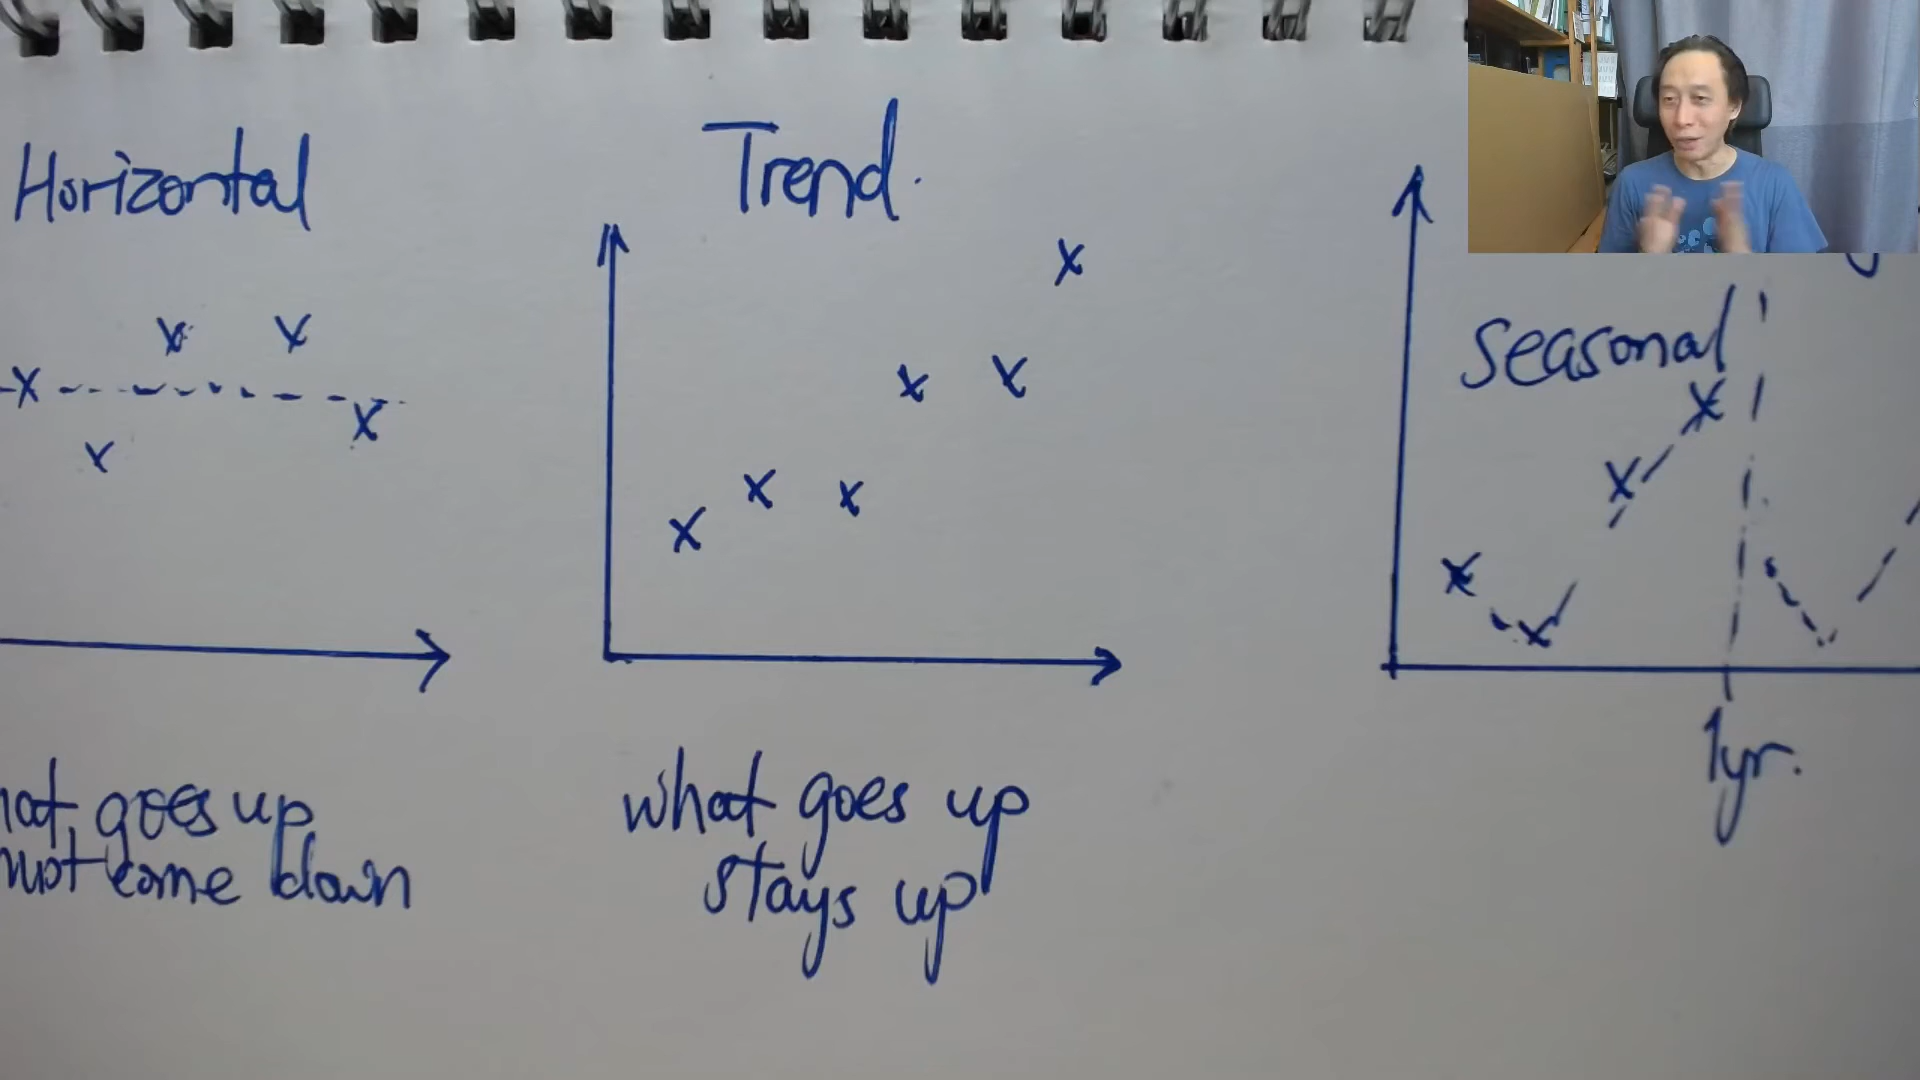 Horizontal
Trend.
seasonal
1yr.
goes up
come down
what goes up
stays up